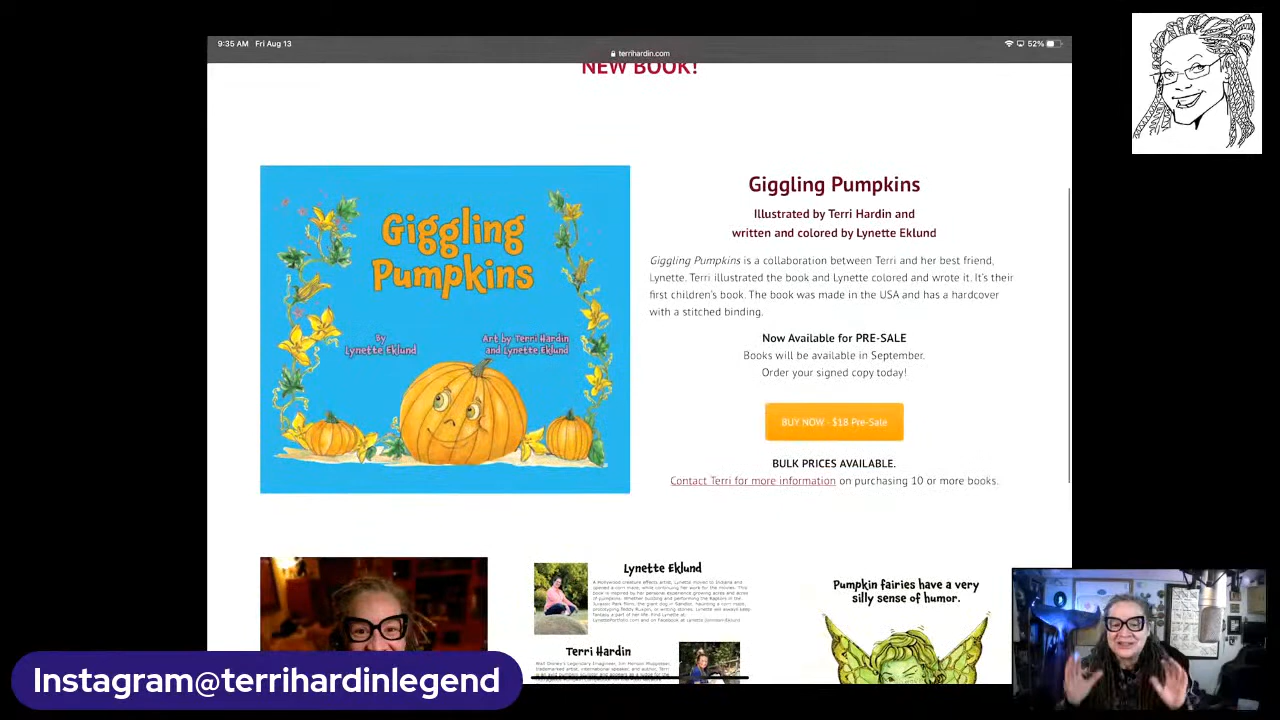 9:35 AM Fri Aug 13
52%
terrihardin.com
NEW BOOK!
Giggling
Pumpkins
By
Lynette Eklund
Art by Terri Hardin
and Lynette Eklund
Giggling Pumpkins
Illustrated by Terri Hardin and
written and colored by Lynette Eklund
Giggling Pumpkins is a collaboration between Terri and her best friend,
Lynette. Terri illustrated the book and Lynette colored and wrote it. It's their
first children's book. The book was made in the USA and has a hardcover
with a stitched binding.
Now Available for PRE-SALE
Books will be available in September.
Order your signed copy today!
BUY NOW - $18 Pre-Sale
BULK PRICES AVAILABLE.
Contact Terri for more information on purchasing 10 or more books.
Lynette Eklund
Terri Hardin
Pumpkin fairies have a very
silly sense of humor.
Instagram@terrihardinlegend